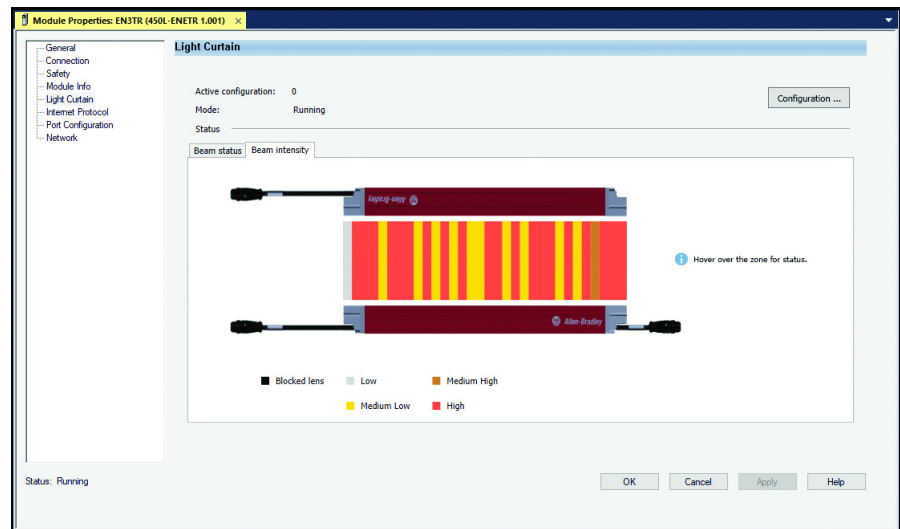 Module Properties: EN3TR (450L-ENETR 1.001) ×
General
Connection
Safety
Module Info
Light Curtain
Internet Protocol
Port Configuration
Network
Light Curtain
Active configuration: 0
Configuration ...
Mode: Running
Status
Beam status Beam intensity
Allen-Bradley
Hover over the zone for status.
Allen-Bradley
Blocked lens Low Medium High
Medium Low High
Status: Running
OK Cancel Apply Help